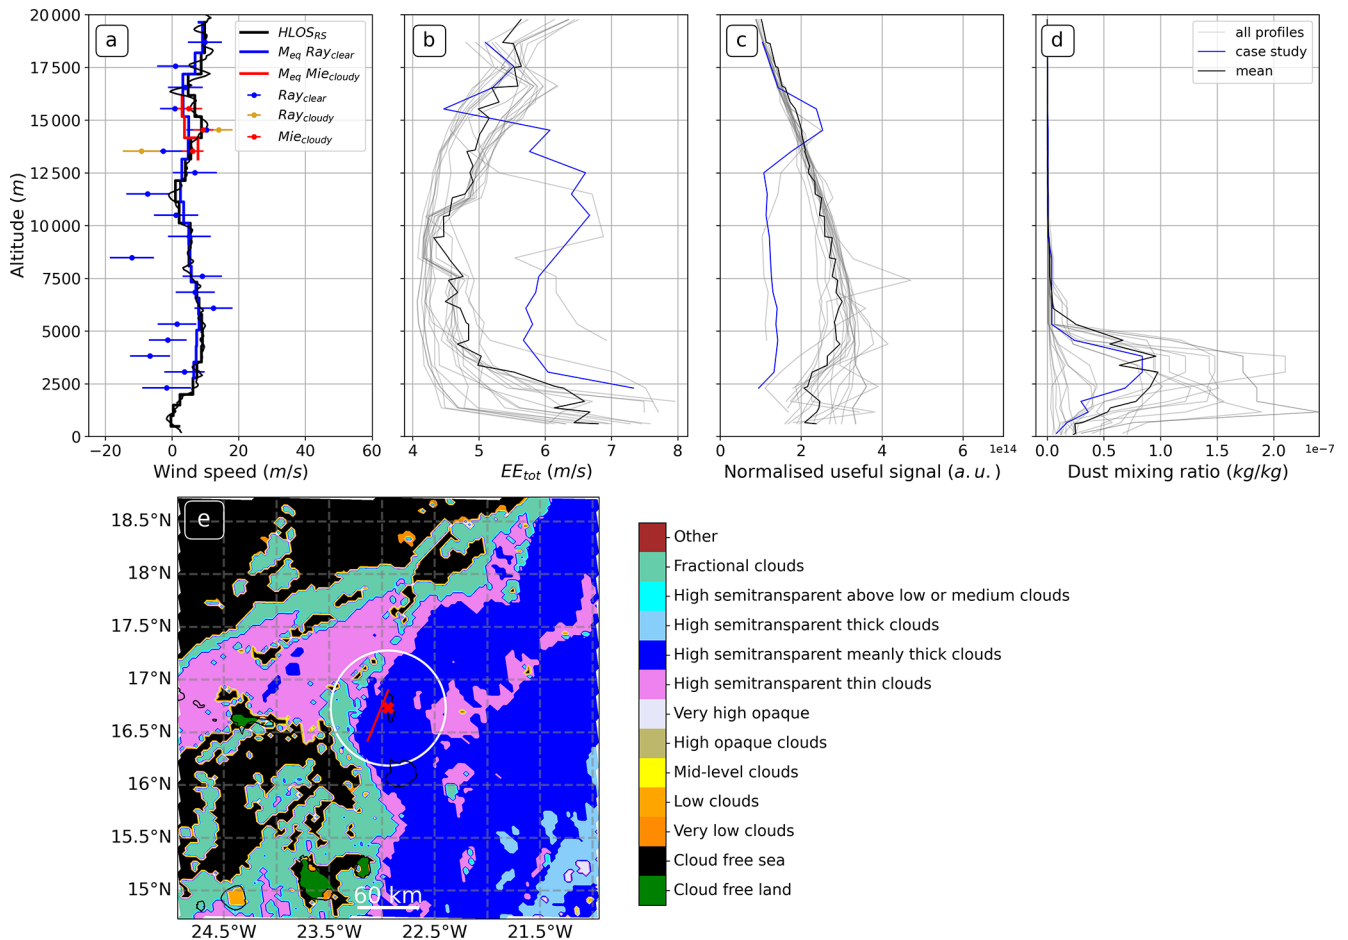 20000
17500
15000
12500
10000
7500
5000
2500
0
Altitude (m)
a
HLOS_RS
M_eq Ray_clear
M_eq Mie_cloudy
Ray_clear
Ray_cloudy
Mie_cloudy
−20 0 20 40 60
Wind speed (m/s)
b
4 5 6 7 8
EE_tot (m/s)
c
0 2 4 6
1e14
Normalised useful signal (a.u.)
d
all profiles
case study
mean
0.0 0.5 1.0 1.5 2.0
1e−7
Dust mixing ratio (kg/kg)
e
18.5°N
18°N
17.5°N
17°N
16.5°N
16°N
15.5°N
15°N
60 km
24.5°W 23.5°W 22.5°W 21.5°W
Other
Fractional clouds
High semitransparent above low or medium clouds
High semitransparent thick clouds
High semitransparent meanly thick clouds
High semitransparent thin clouds
Very high opaque
High opaque clouds
Mid-level clouds
Low clouds
Very low clouds
Cloud free sea
Cloud free land